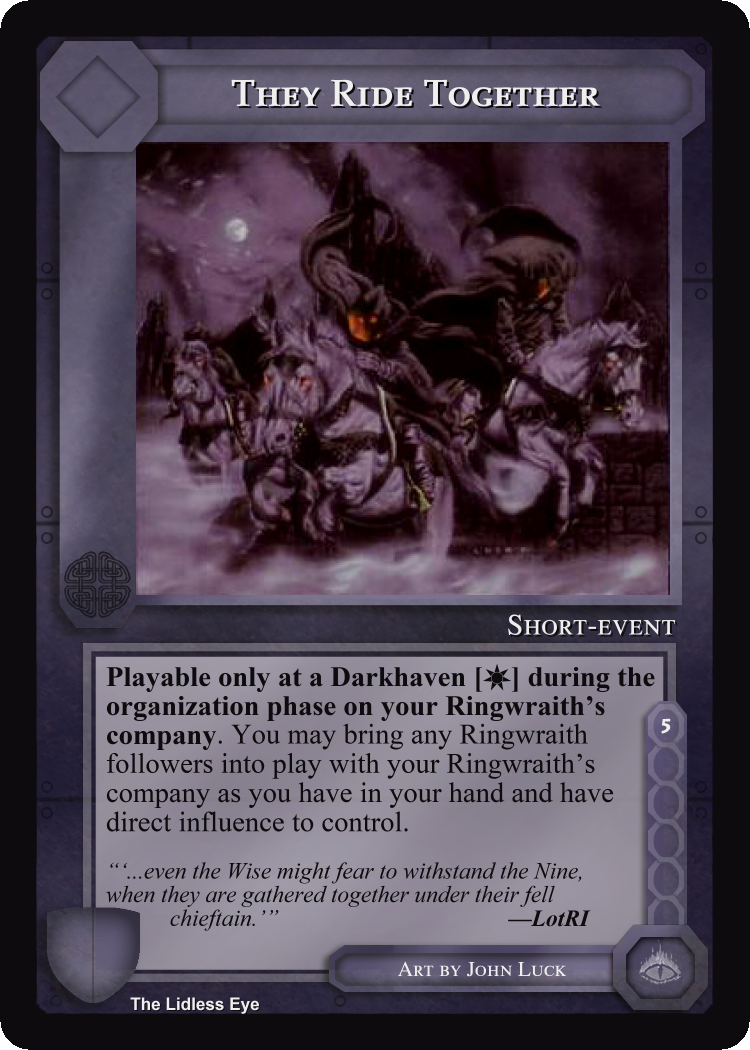 They Ride Together
Short-event
Playable only at a Darkhaven [☀] during the
organization phase on your Ringwraith's
company. You may bring any Ringwraith
followers into play with your Ringwraith's
company as you have in your hand and have
direct influence to control.
5
“‘...even the Wise might fear to withstand the Nine,
when they are gathered together under their fell
chieftain.’”
—LotRI
Art by John Luck
The Lidless Eye